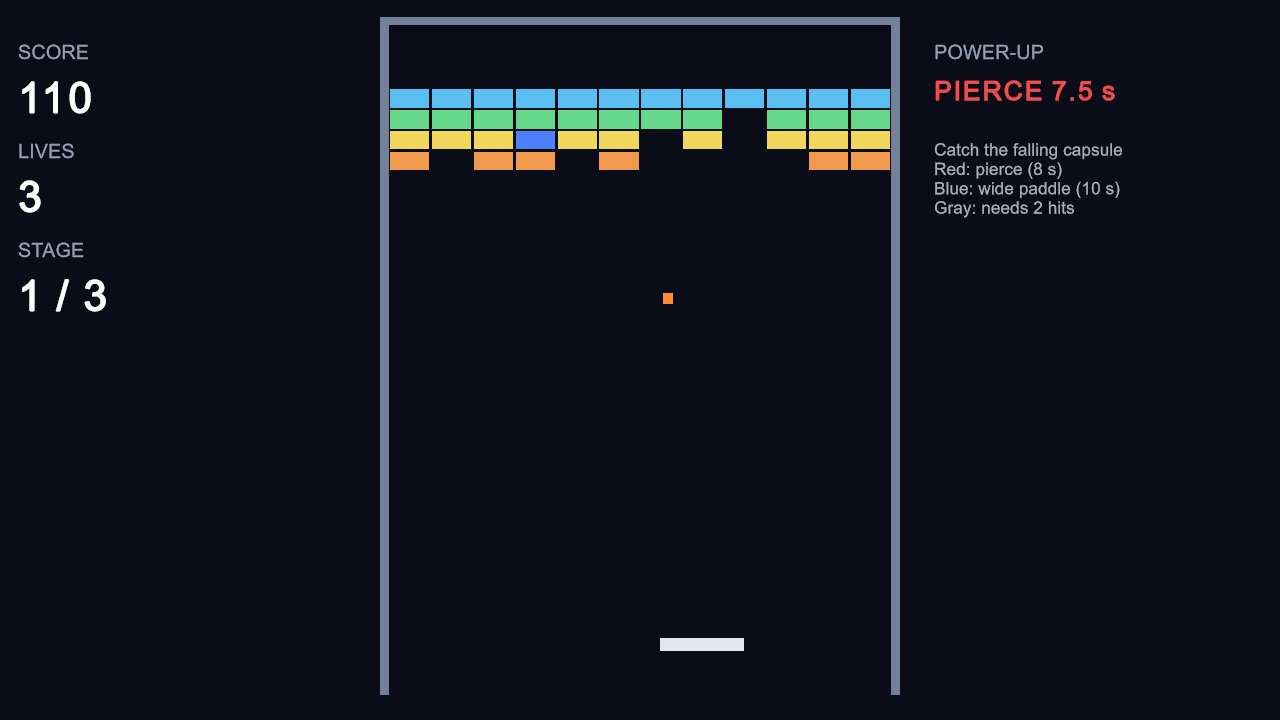 SCORE
110
LIVES
3
STAGE
1 / 3
POWER-UP
PIERCE 7.5 s
Catch the falling capsule
Red: pierce (8 s)
Blue: wide paddle (10 s)
Gray: needs 2 hits